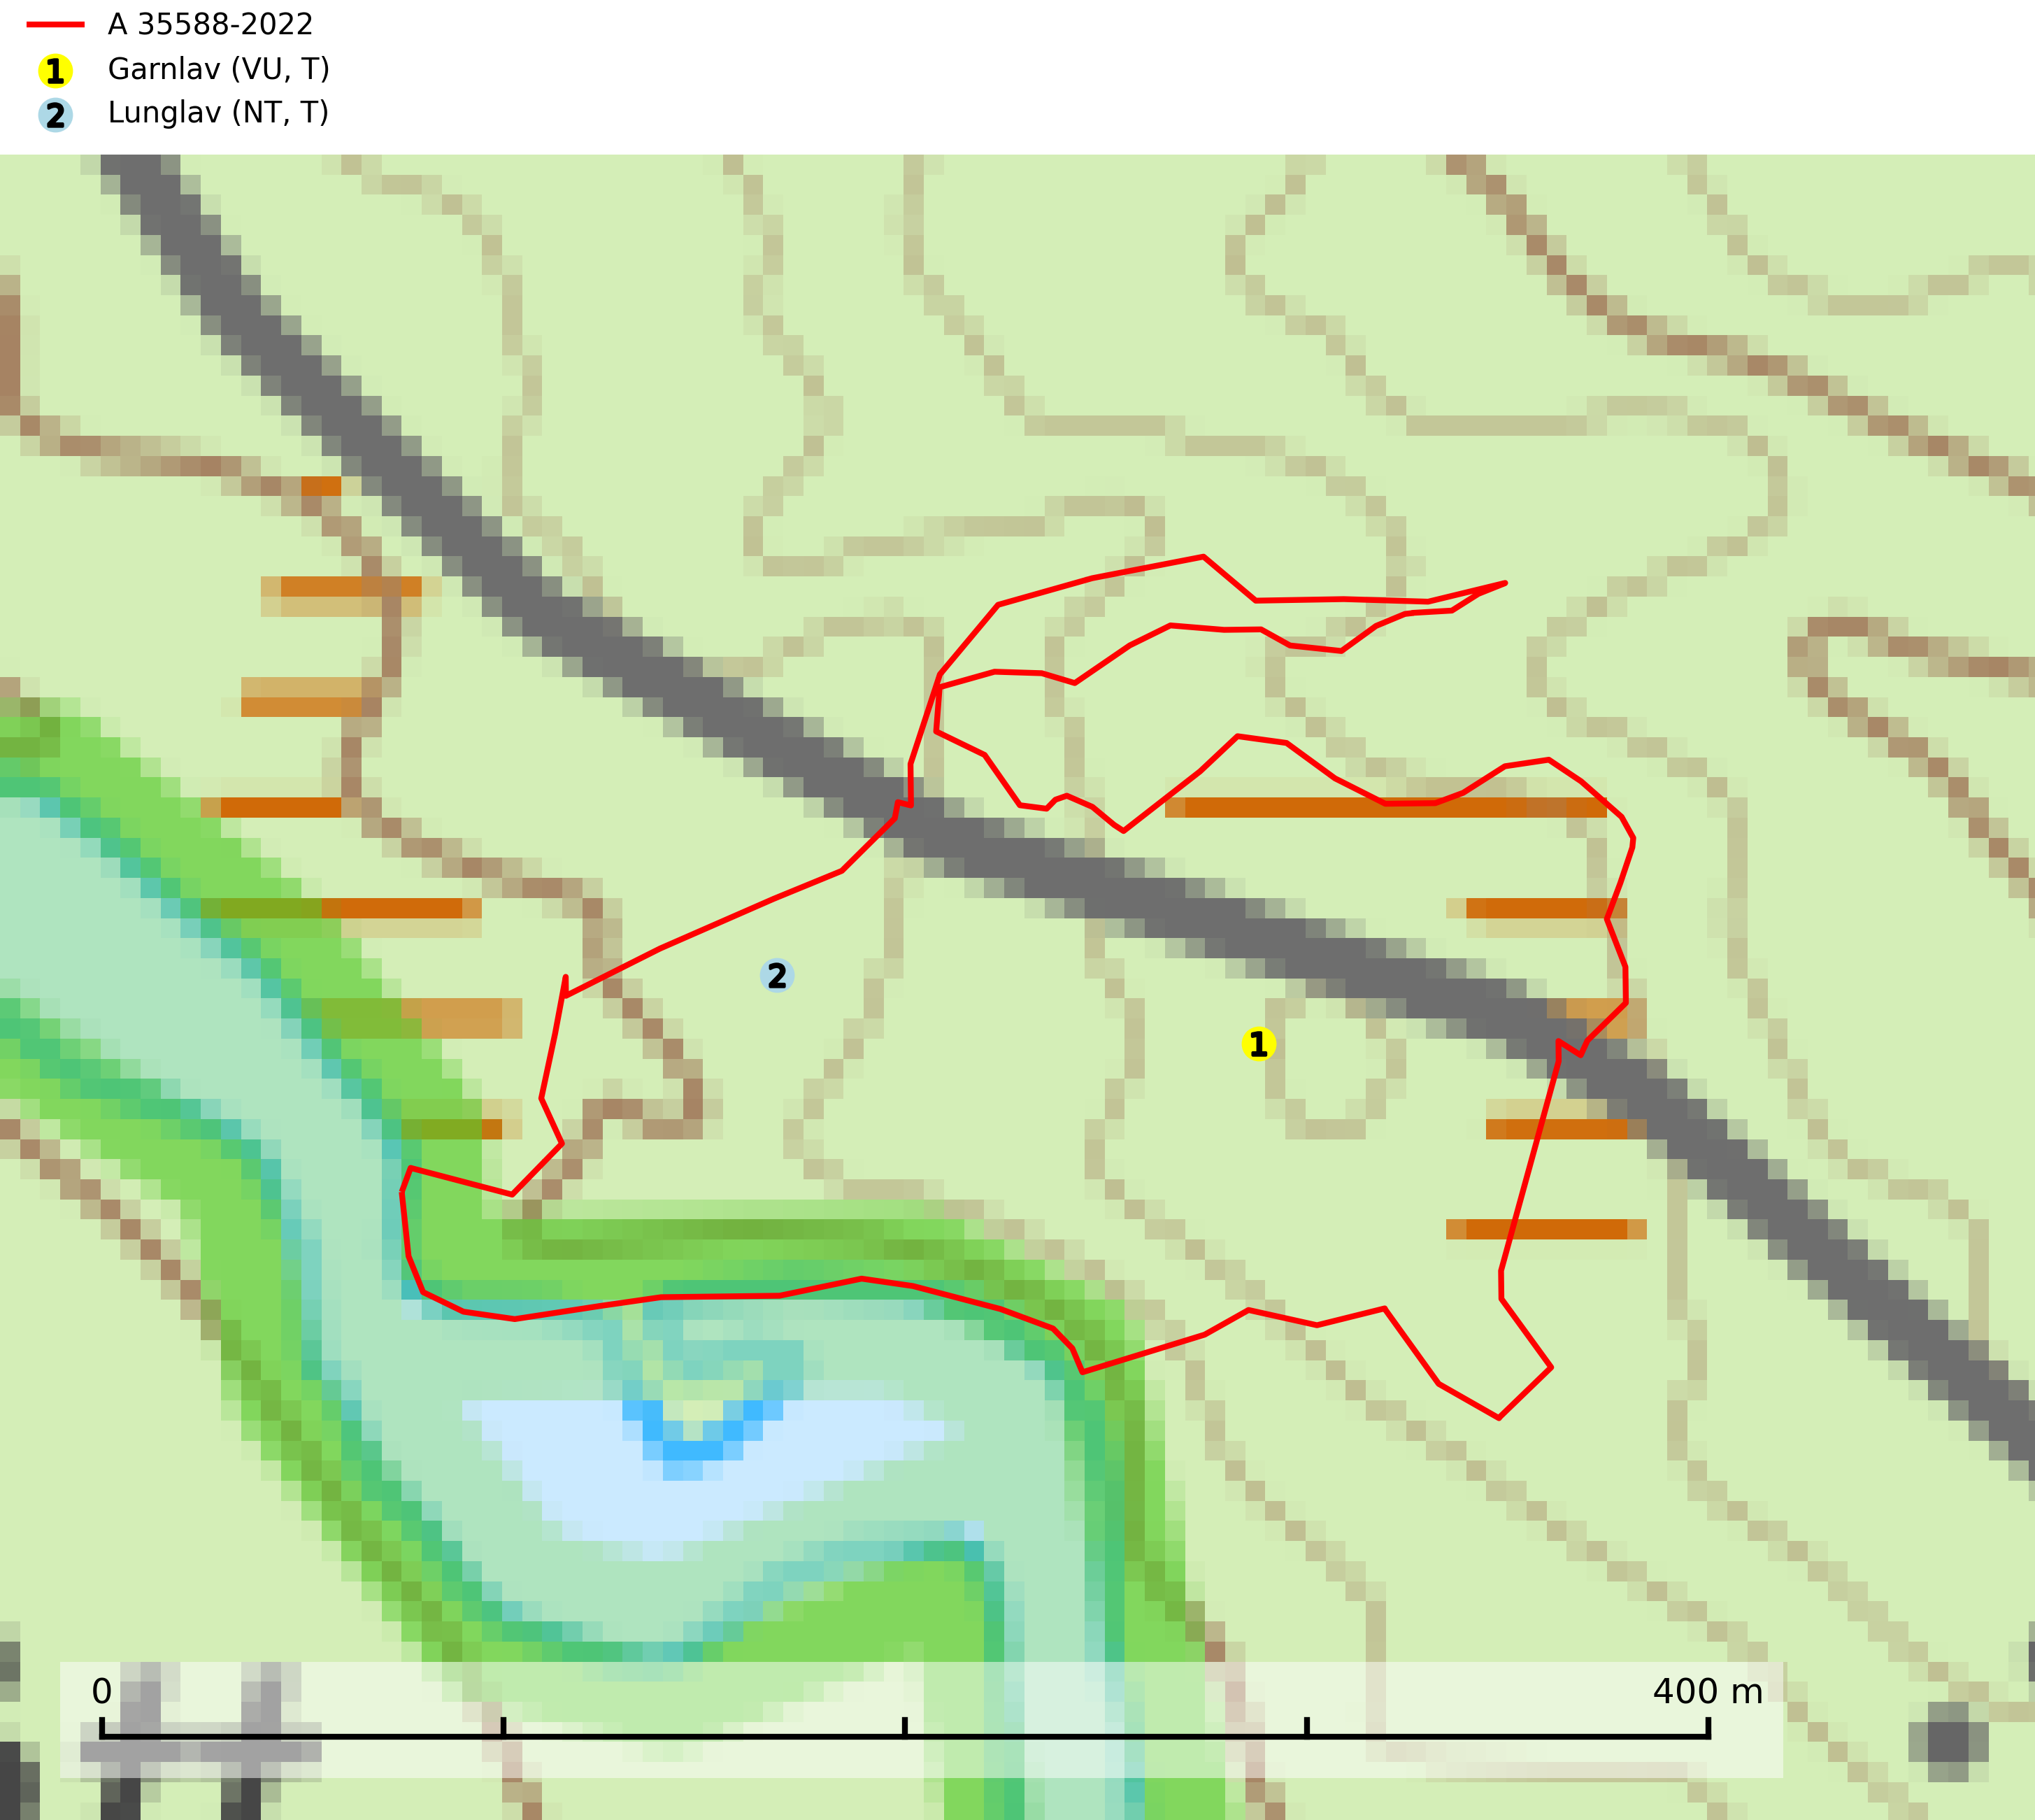 A 35588-2022
1 Garnlav (VU, T)
2 Lunglav (NT, T)
2
1
0 400 m